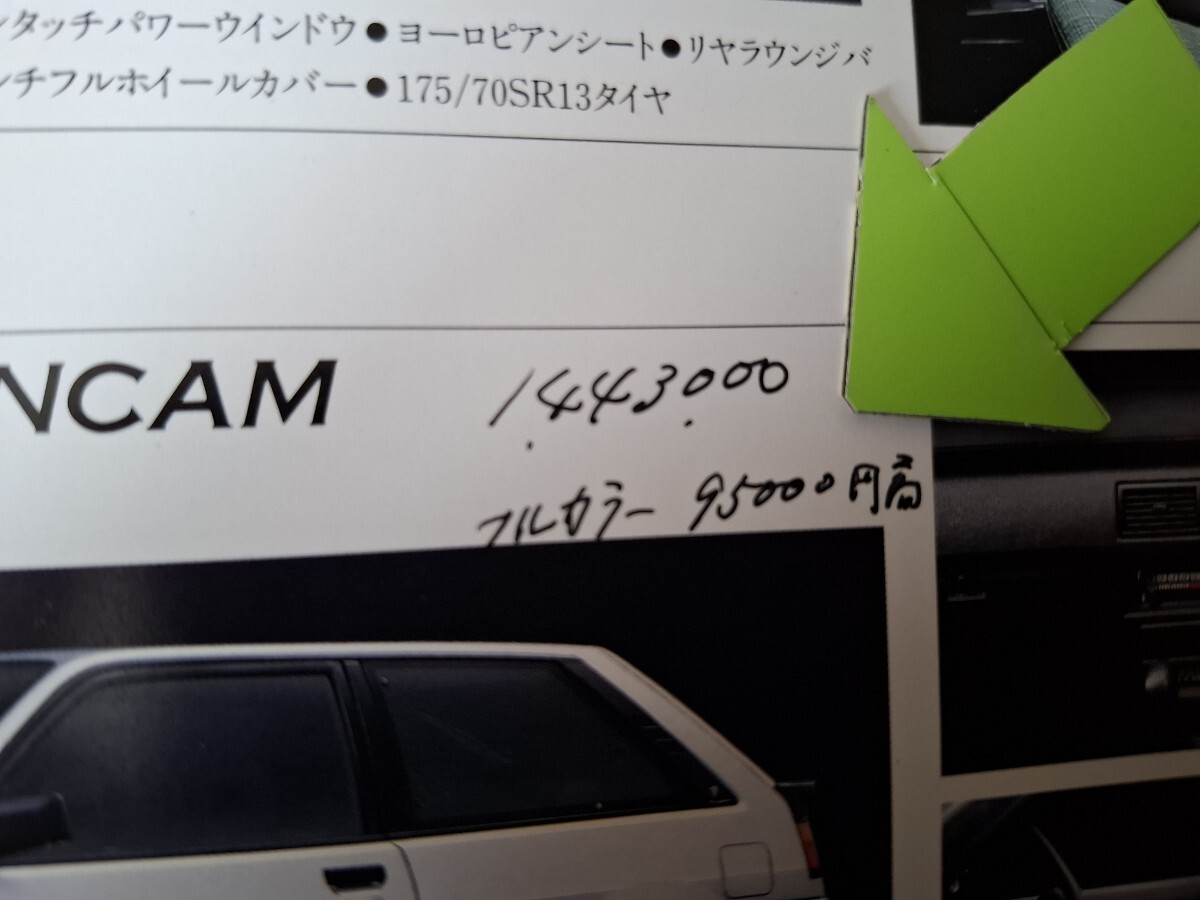 ンタッチパワーウインドウ●ヨーロピアンシート●リヤラウンジバ
ンチフルホイールカバー●175/70SR13タイヤ
NCAM
1.443.000
フルカラー 95000円高